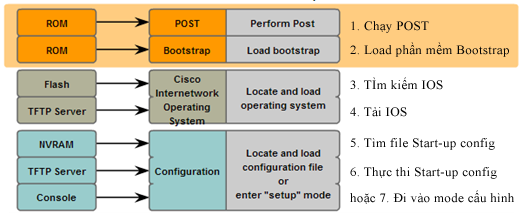 ROM POST Perform Post 1. Chạy POST
ROM Bootstrap Load bootstrap 2. Load phần mềm Bootstrap
Flash
TFTP Server
Cisco
Internetwork
Operating
System
Locate and load
operating system
3. TÌm kiếm IOS
4. Tải IOS
NVRAM
TFTP Server
Console
Configuration
Locate and load
configuration file
or
enter "setup" mode
5. Tìm file Start-up config
6. Thực thi Start-up config
hoặc 7. Đi vào mode cấu hình